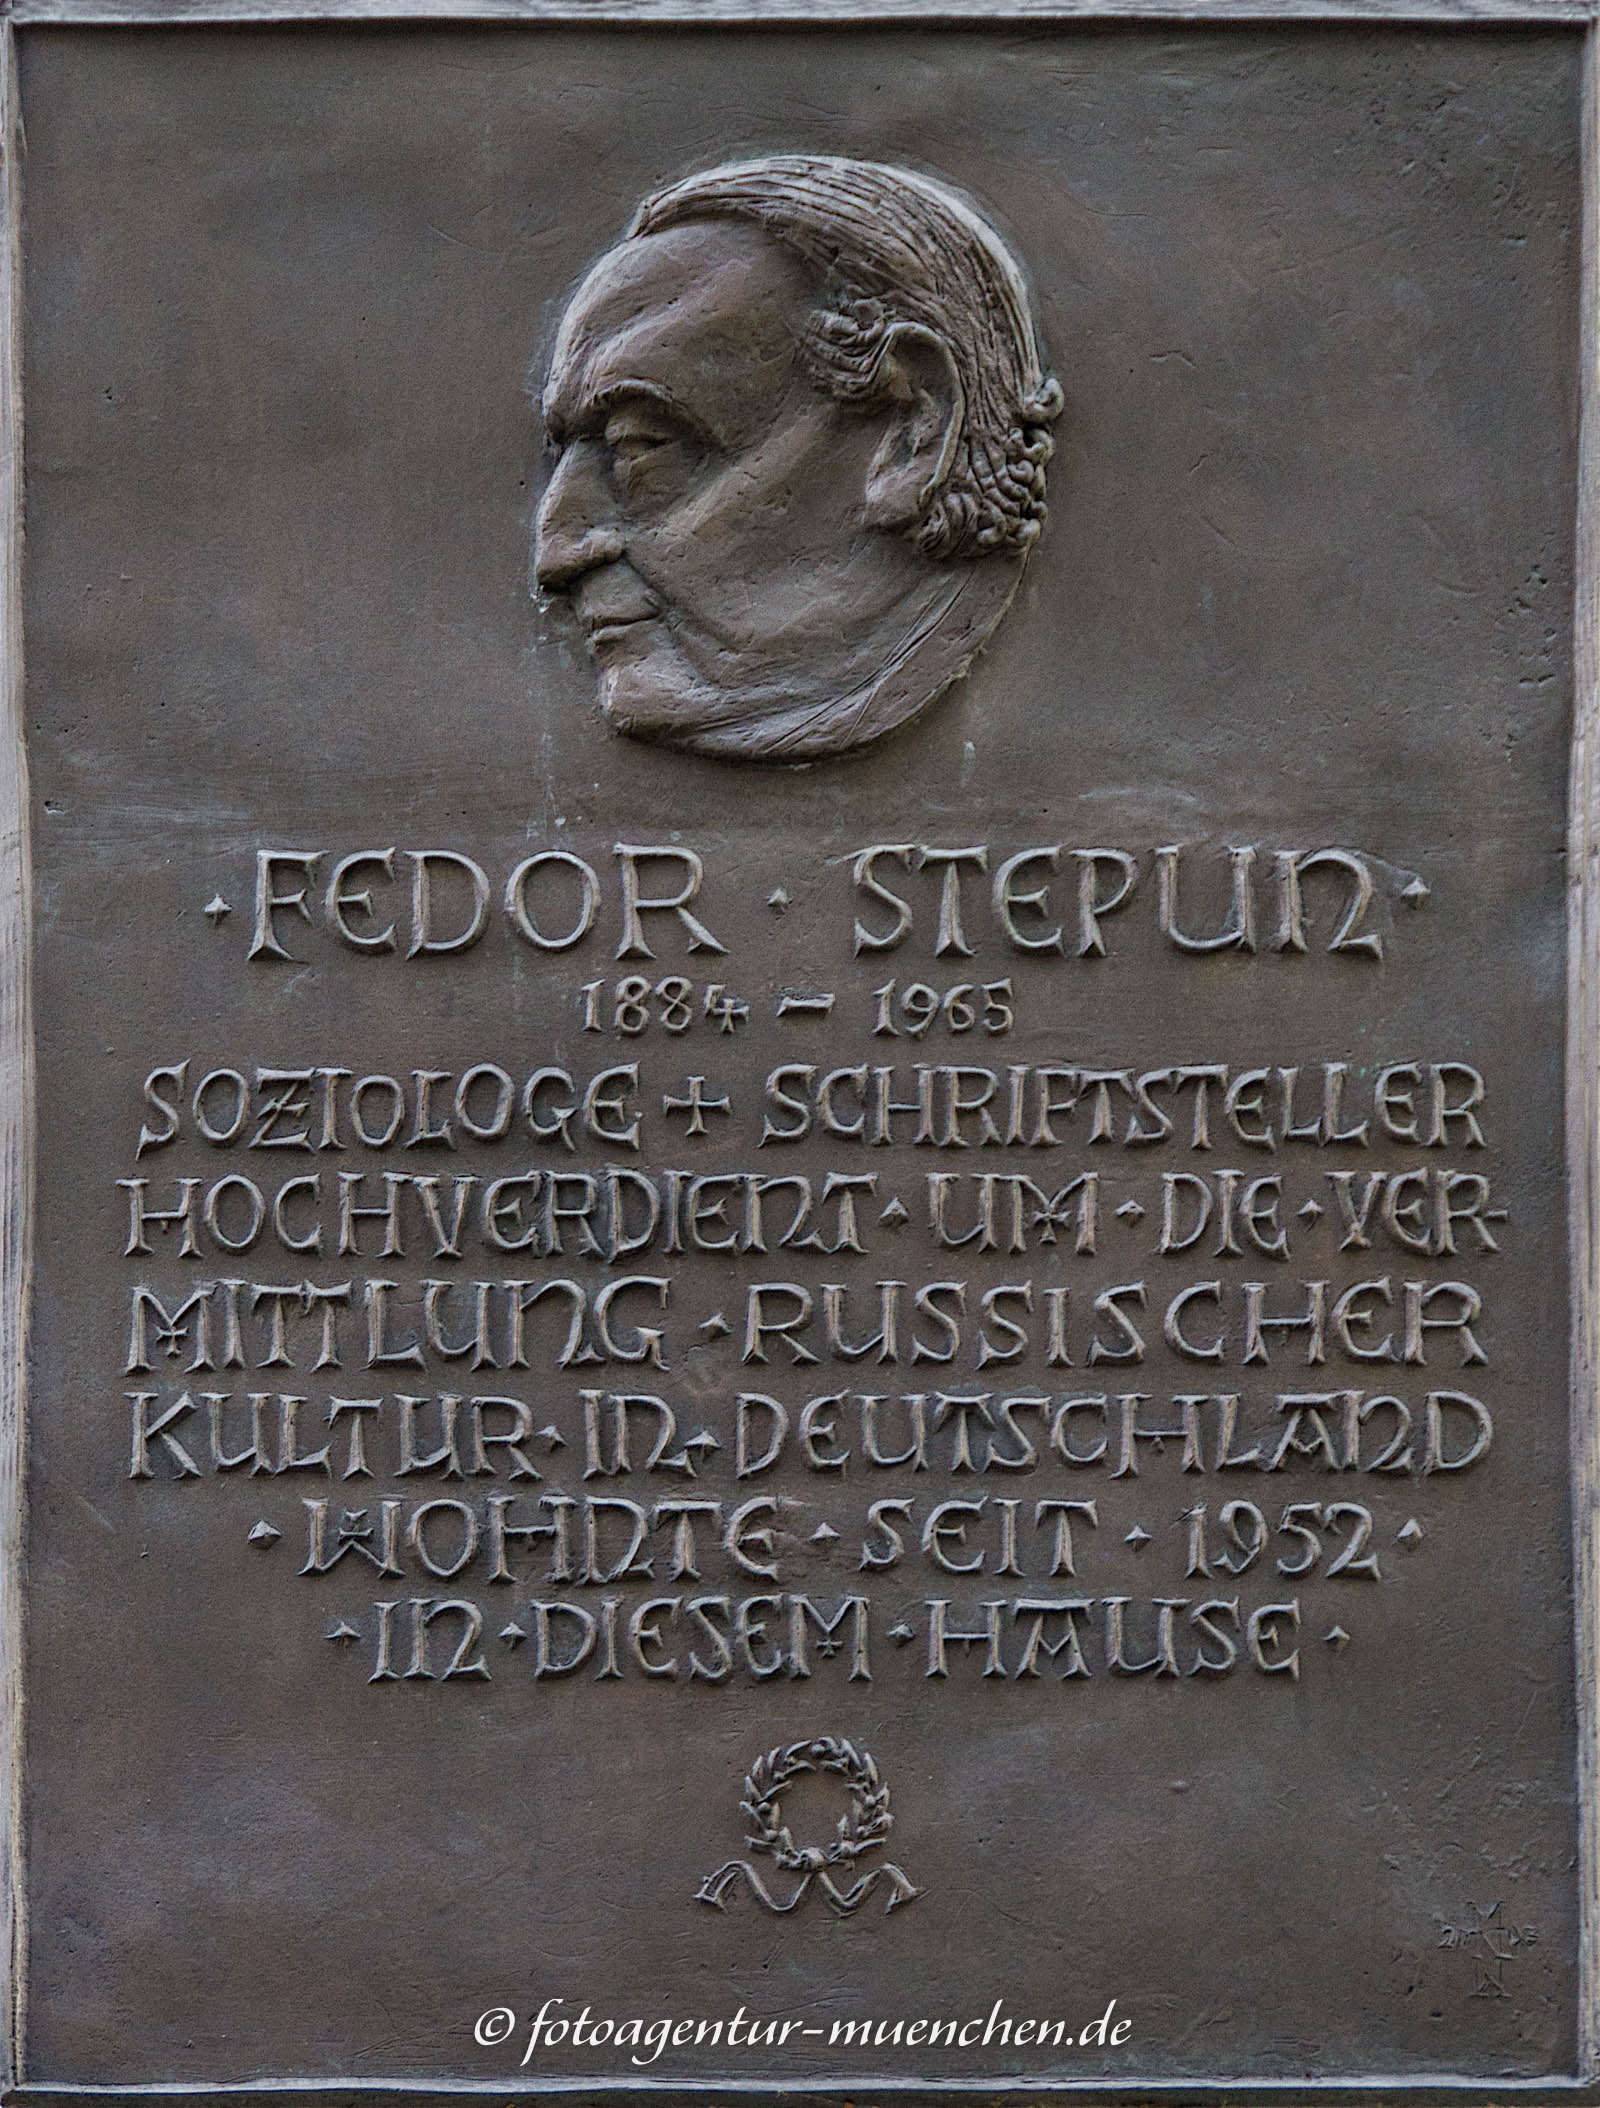 · FEDOR · STEPUN ·
1884 – 1965
SOZIOLOGE + SCHRIFTSTELLER
HOCHVERDIENT · UM · DIE · VER-
MITTLUNG · RUSSISCHER
KULTUR · IN · DEUTSCHLAND
· WOHNTE · SEIT · 1952 ·
· IN · DIESEM · HAUSE ·
© fotoagentur-muenchen.de